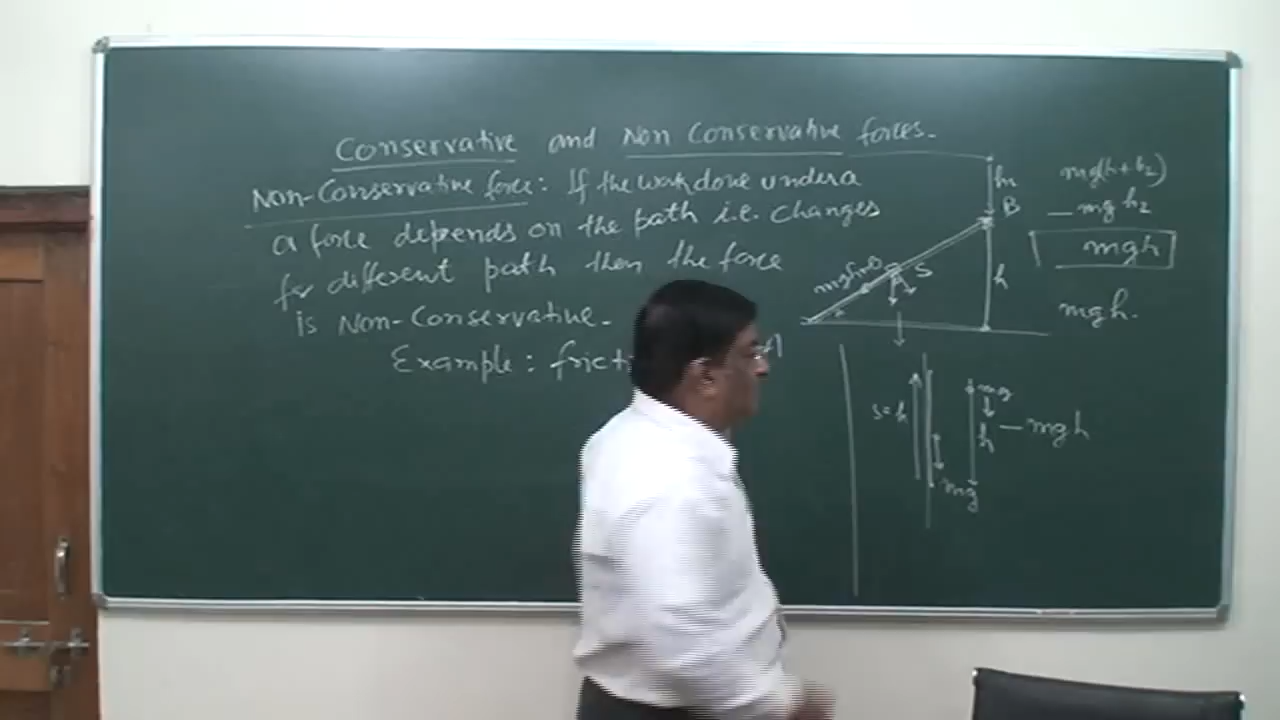 Conservative and Non Conservative forces.
Non-Conservative force: If the work done under a
a force depends on the path i.e. changes
for different path then the force
is Non-Conservative.
Example: fricti
h2
B
h
S
mg sinθ
mg(h+h2)
— mg h2
mgh
mgh.
s=h
mg
mg
h
— mgh